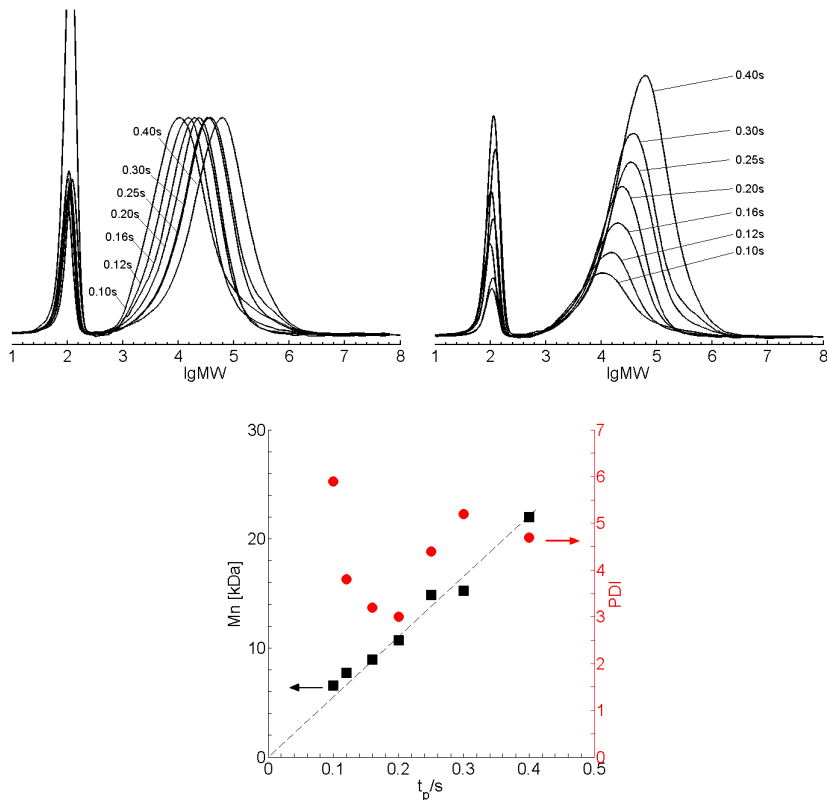 0.40s
0.30s
0.25s
0.20s
0.16s
0.12s
0.10s
1 2 3 4 5 6 7 8
lgMW
0.40s
0.30s
0.25s
0.20s
0.16s
0.12s
0.10s
1 2 3 4 5 6 7 8
lgMW
30
20
10
0
Mn [kDa]
7
6
5
4
3
2
1
0
PDI
0 0.1 0.2 0.3 0.4 0.5
t_p/s